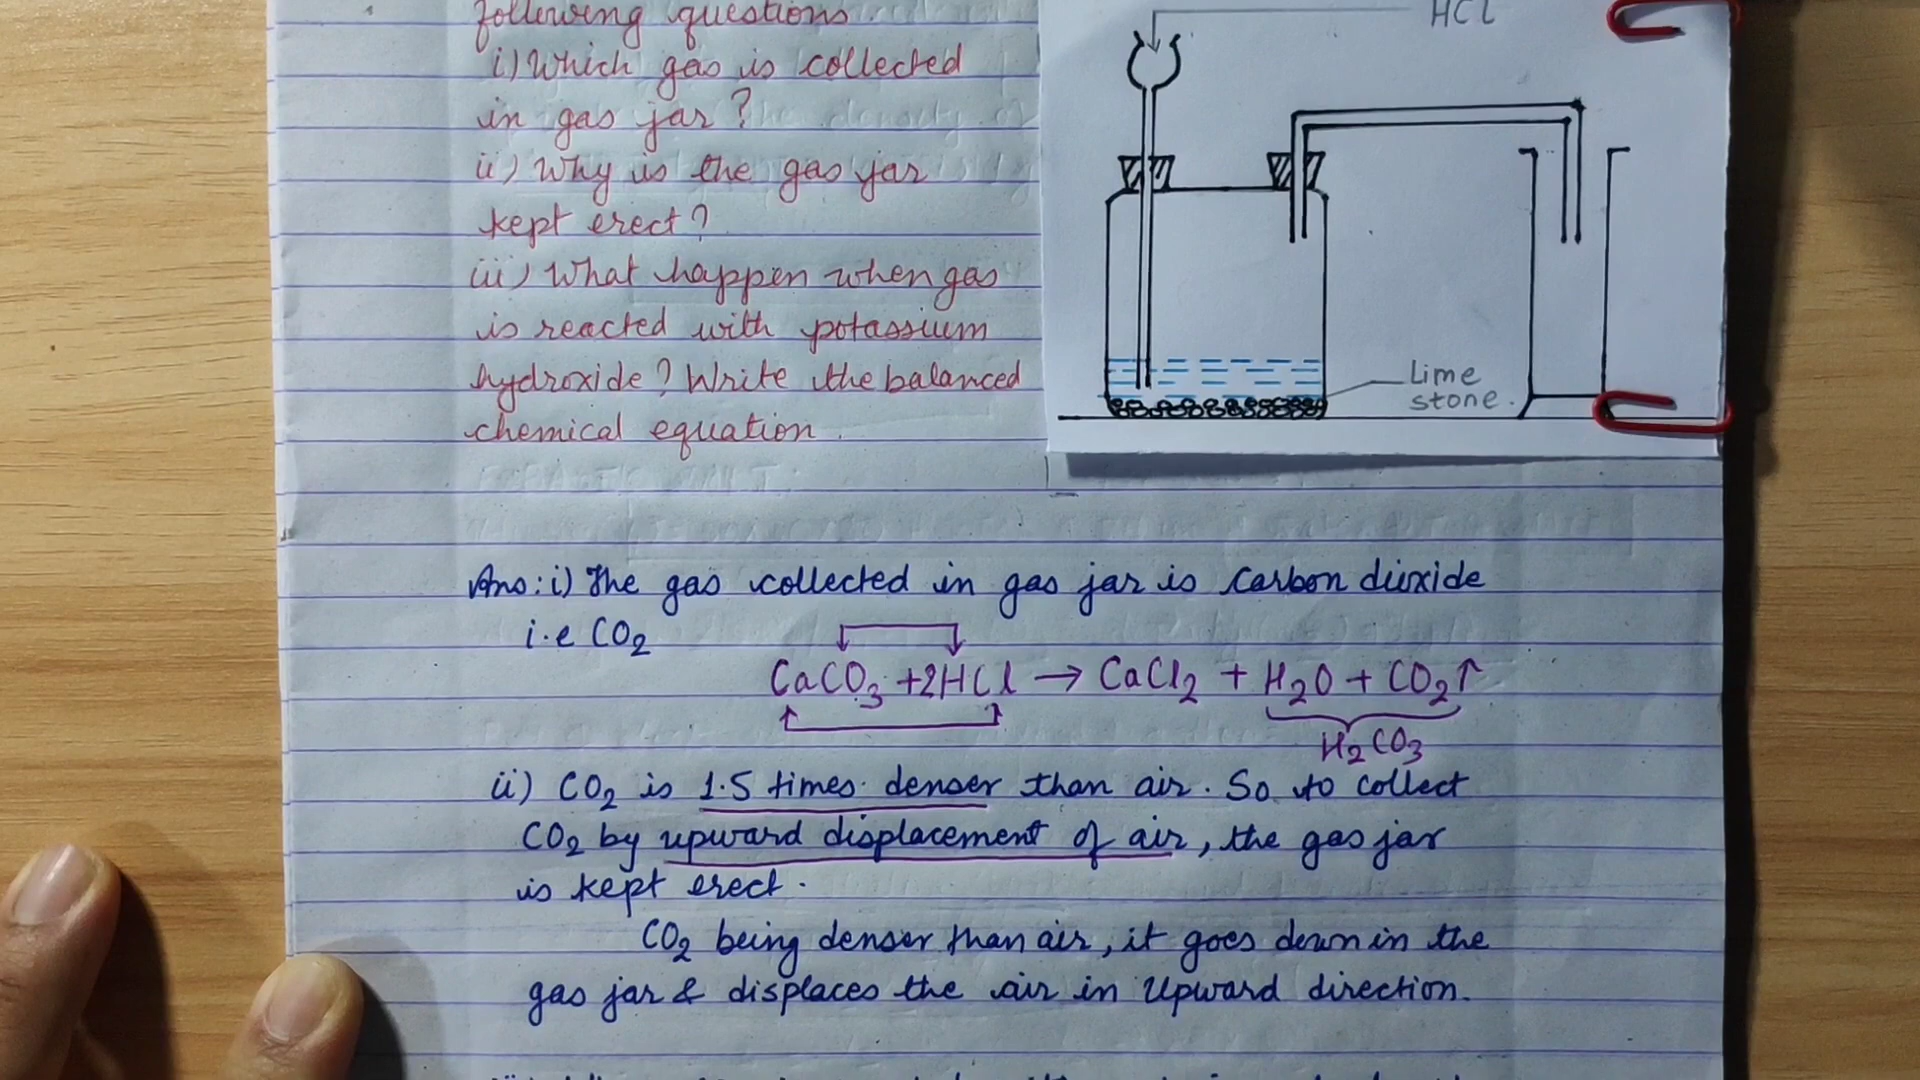 following questions.
i) Which gas is collected
in gas jar?
ii) Why is the gas jar
kept erect?
iii) What happen when gas
is reacted with potassium
hydroxide? Write the balanced
chemical equation.
HCl
Lime
stone.
Ans: i) The gas collected in gas jar is carbon dioxide
i.e CO2
CaCO3 +2HCl → CaCl2 + H2O + CO2↑
H2CO3
ii) CO2 is 1.5 times denser than air. So to collect
CO2 by upward displacement of air, the gas jar
is kept erect.
CO2 being denser than air, it goes down in the
gas jar & displaces the air in Upward direction.